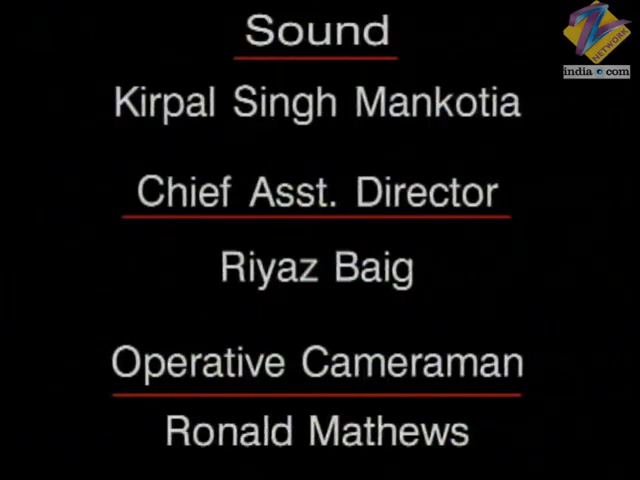 Sound
Z
NETWORK
india.com
Kirpal Singh Mankotia
Chief Asst. Director
Riyaz Baig
Operative Cameraman
Ronald Mathews